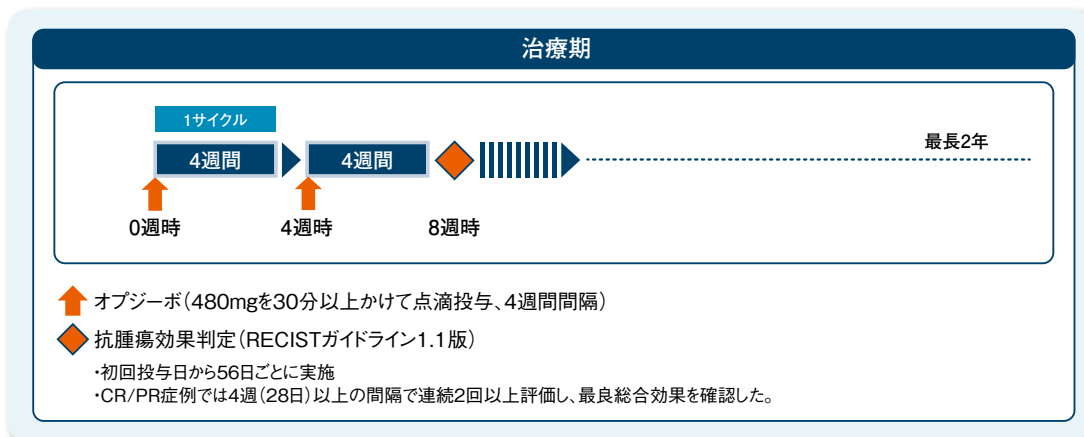 治療期
1サイクル
4週間
4週間
最長2年
0週時
4週時
8週時
オプジーボ（480mgを30分以上かけて点滴投与、4週間間隔）
抗腫瘍効果判定（RECISTガイドライン1.1版）
・初回投与日から56日ごとに実施
・CR/PR症例では4週（28日）以上の間隔で連続2回以上評価し、最良総合効果を確認した。